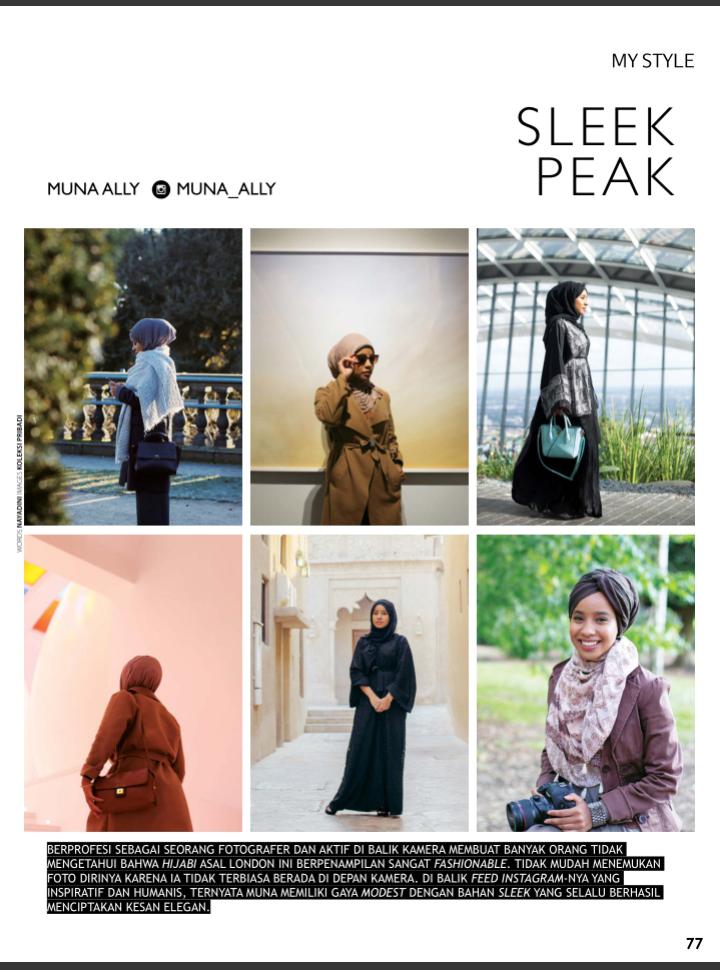 MY STYLE
SLEEK
PEAK
MUNA ALLY MUNA_ALLY
WORDS NAYADINI IMAGES KOLEKSI PRIBADI
BERPROFESI SEBAGAI SEORANG FOTOGRAFER DAN AKTIF DI BALIK KAMERA MEMBUAT BANYAK ORANG TIDAK
MENGETAHUI BAHWA HIJABI ASAL LONDON INI BERPENAMPILAN SANGAT FASHIONABLE. TIDAK MUDAH MENEMUKAN
FOTO DIRINYA KARENA IA TIDAK TERBIASA BERADA DI DEPAN KAMERA. DI BALIK FEED INSTAGRAM-NYA YANG
INSPIRATIF DAN HUMANIS, TERNYATA MUNA MEMILIKI GAYA MODEST DENGAN BAHAN SLEEK YANG SELALU BERHASIL
MENCIPTAKAN KESAN ELEGAN.
77